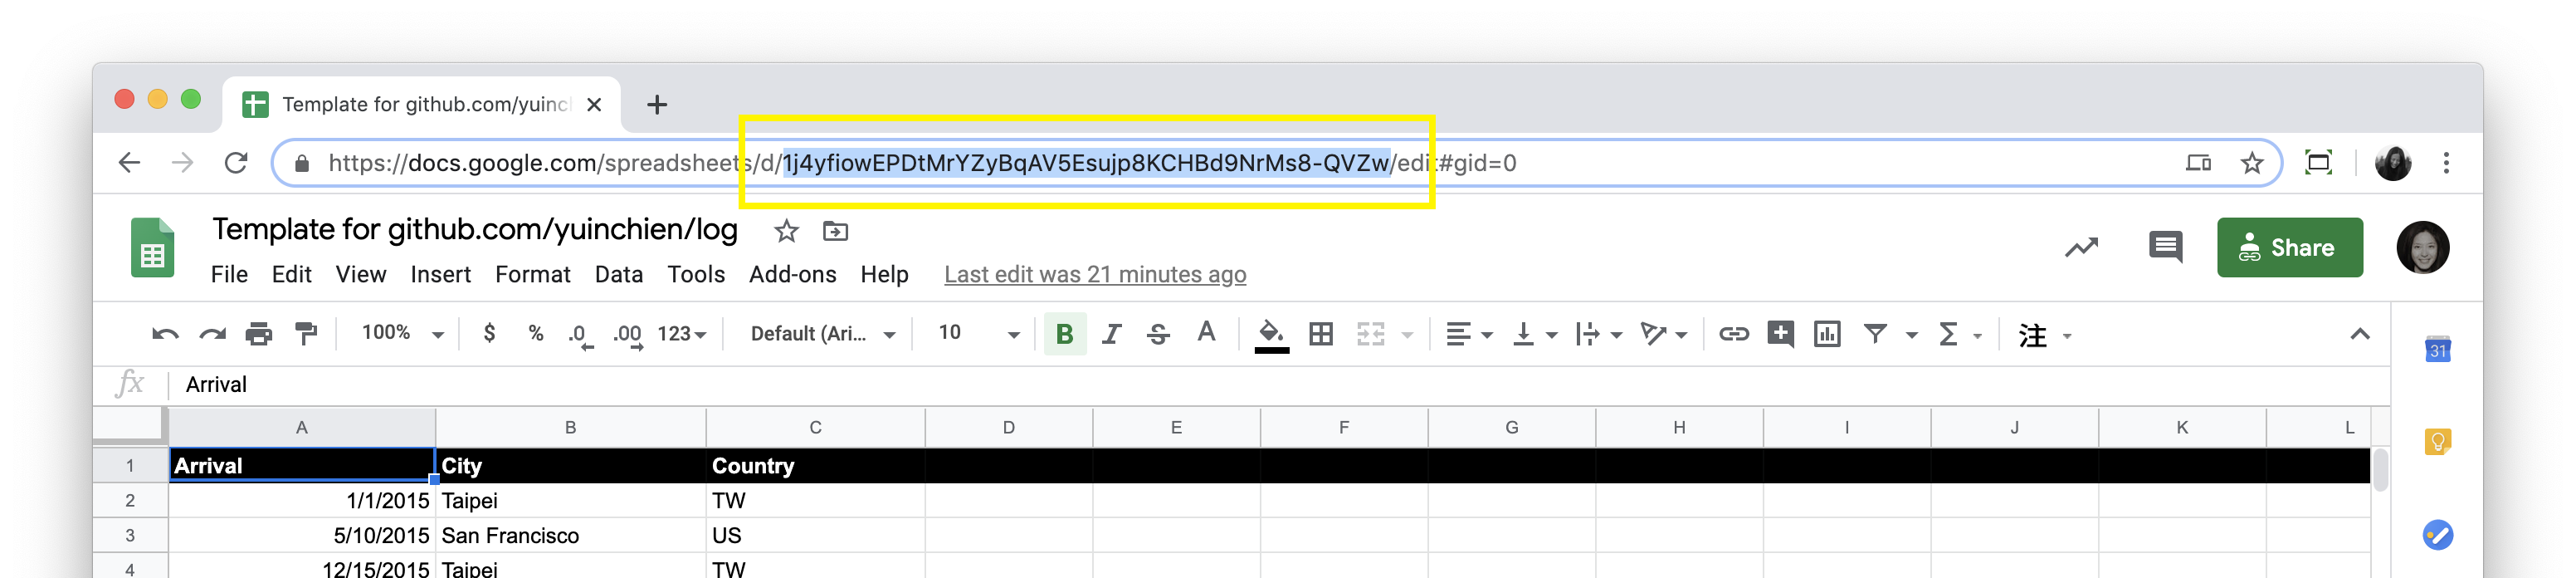 Template for github.com/yuinc
https://docs.google.com/spreadsheets/d/1j4yfiowEPDtMrYZyBqAV5Esujp8KCHBd9NrMs8-QVZw/edit#gid=0
Template for github.com/yuinchien/log
File Edit View Insert Format Data Tools Add-ons Help Last edit was 21 minutes ago
Share
100% $ % .0 .00 123 Default (Ari... 10 B I S A Σ 注
31
fx Arrival
A B C D E F G H I J K L
1 Arrival City Country
2 1/1/2015 Taipei TW
3 5/10/2015 San Francisco US
4 12/15/2015 Taipei TW